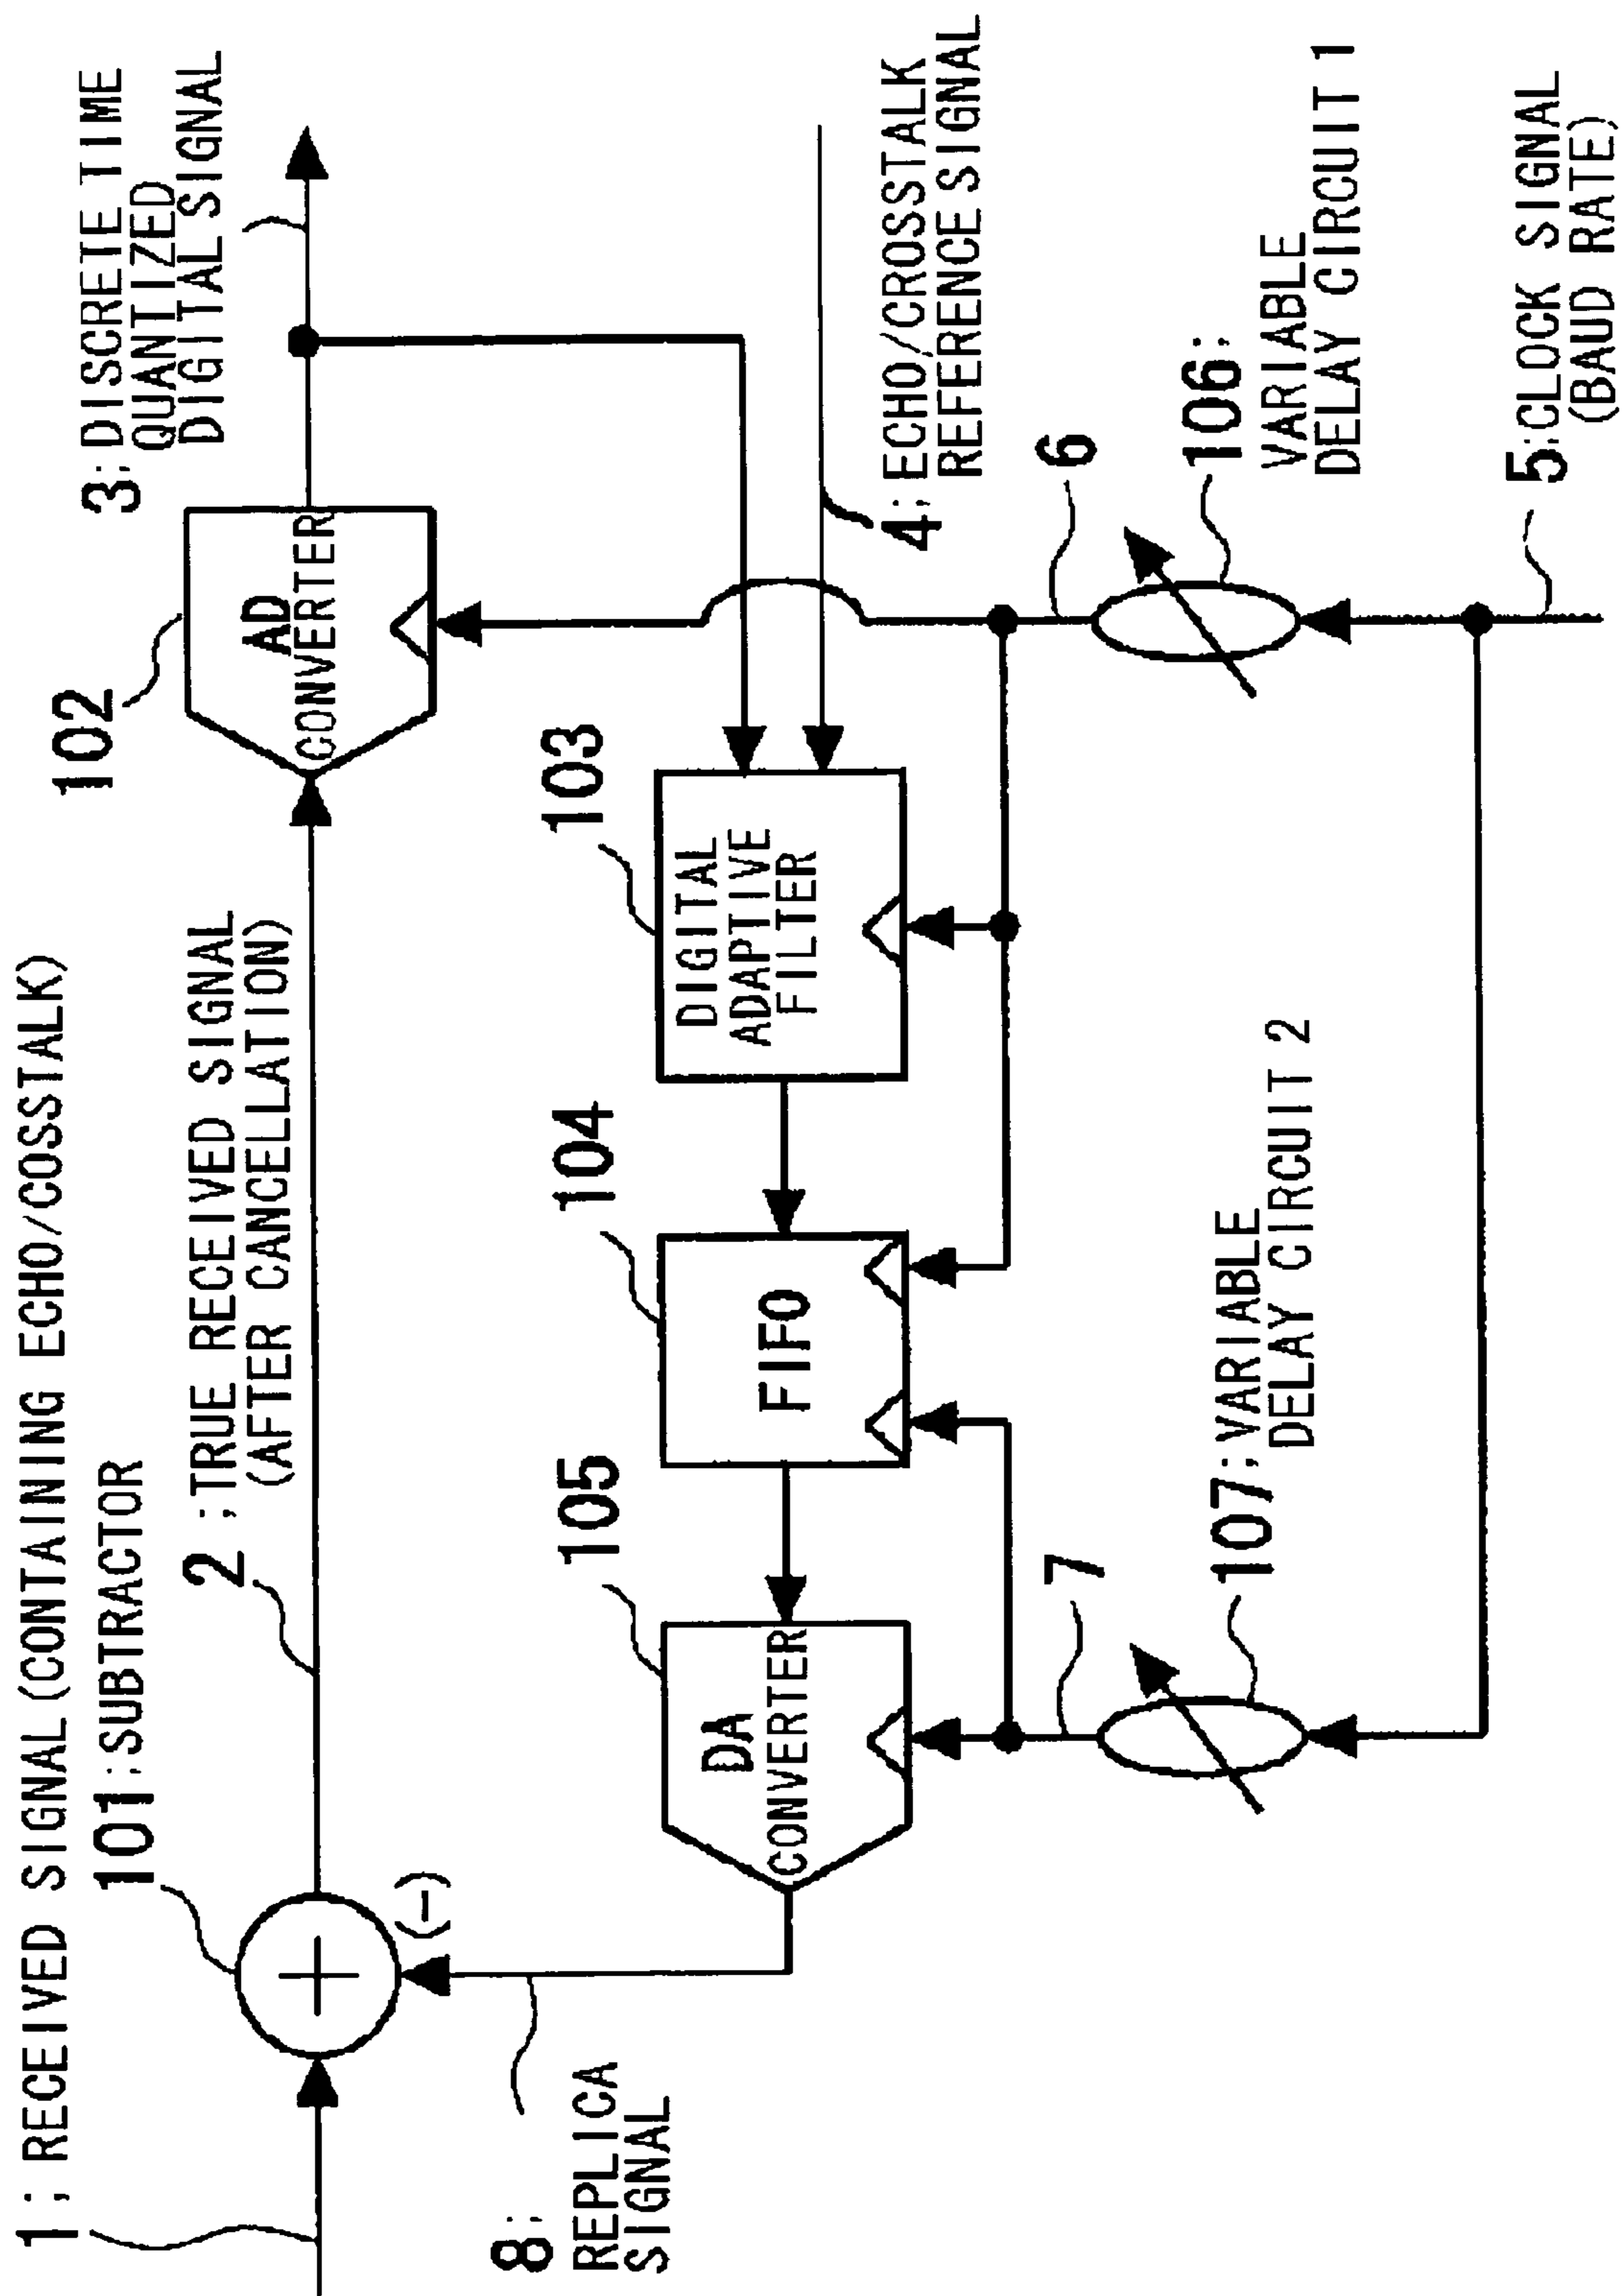 1; RECEIVED SIGNAL(CONTAINING ECHO/COSSTALK)
101;SUBTRACTOR
2 ;TRUE RECEIVED SIGNAL
(AFTER CANCELLATION)
102
AD
CONVERTER
3; DISCRETE TIME
QUANTIZED
DIGITALSIGNAL
(-)
8;
REPLICA
SIGNAL
105
DA
CONVERTER
104
FIFO
103
DIGITAL
ADAPTIVE
FILTER
4; ECHO/CROSSTALK
REFERENCE SIGNAL
7
107; VARIABLE
DELAY CIRCUIT 2
6
106;
VARIABLE
DELAY CIRCUIT 1
5;CLOCK SIGNAL
(BAUD RATE)